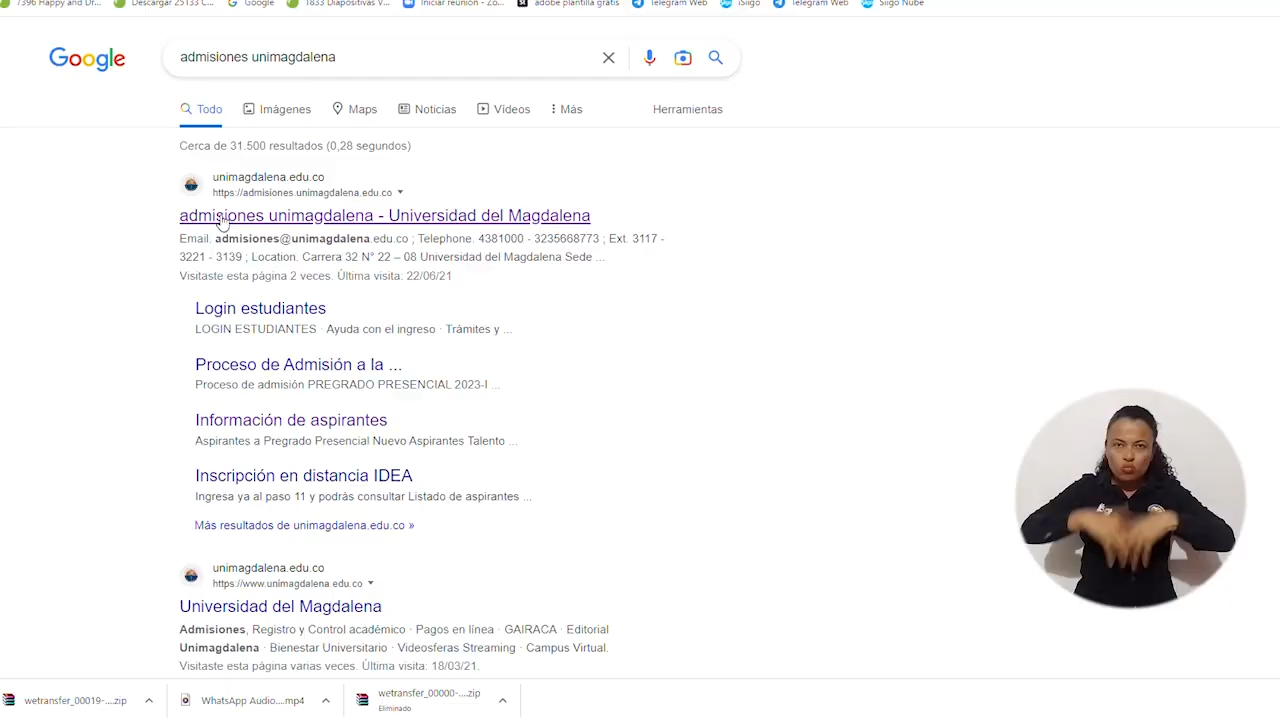 7396 Happy and Dr...
Descargar 25133 C...
Google
1833 Diapositivas V...
Iniciar reunión - Zo...
adobe plantilla gratis
Telegram Web
iSiigo
Telegram Web
Siigo Nube
Google
admisiones unimagdalena
Todo
Imágenes
Maps
Noticias
Vídeos
Más
Herramientas
Cerca de 31.500 resultados (0,28 segundos)
unimagdalena.edu.co
https://admisiones.unimagdalena.edu.co
admisiones unimagdalena - Universidad del Magdalena
Email. admisiones@unimagdalena.edu.co ; Telephone. 4381000 - 3235668773 ; Ext. 3117 -
3221 - 3139 ; Location. Carrera 32 N° 22 – 08 Universidad del Magdalena Sede ...
Visitaste esta página 2 veces. Última visita: 22/06/21
Login estudiantes
LOGIN ESTUDIANTES · Ayuda con el ingreso · Trámites y ...
Proceso de Admisión a la ...
Proceso de admisión PREGRADO PRESENCIAL 2023-I ...
Información de aspirantes
Aspirantes a Pregrado Presencial Nuevo Aspirantes Talento ...
Inscripción en distancia IDEA
Ingresa ya al paso 11 y podrás consultar Listado de aspirantes ...
Más resultados de unimagdalena.edu.co »
unimagdalena.edu.co
https://www.unimagdalena.edu.co
Universidad del Magdalena
Admisiones, Registro y Control académico · Pagos en línea · GAIRACA · Editorial
Unimagdalena · Bienestar Universitario · Videosferas Streaming · Campus Virtual.
Visitaste esta página varias veces. Última visita: 18/03/21.
wetransfer_00019-....zip
WhatsApp Audio....mp4
wetransfer_00000-....zip
Eliminado